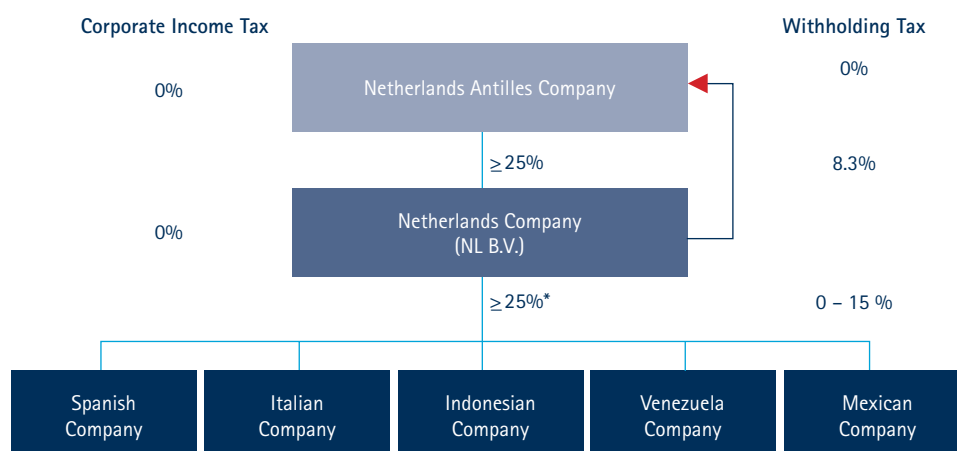 Corporate Income Tax
Withholding Tax
0%
Netherlands Antilles Company
0%
≥ 25%
8.3%
0%
Netherlands Company
(NL B.V.)
≥ 25%*
0 – 15 %
Spanish
Company
Italian
Company
Indonesian
Company
Venezuela
Company
Mexican
Company